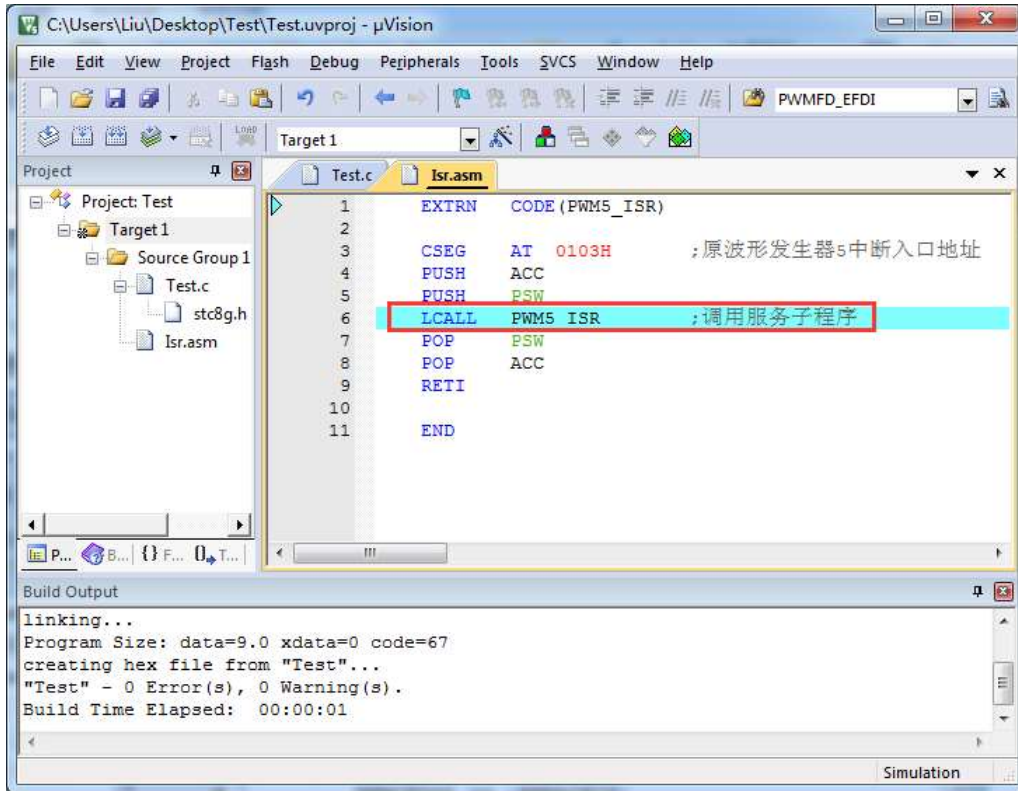 C:\Users\Liu\Desktop\Test\Test.uvproj - µVision
File Edit View Project Flash Debug Peripherals Tools SVCS Window Help
PWMFD_EFDI
LOAD Target 1
Project
Project: Test
Target 1
Source Group 1
Test.c
stc8g.h
Isr.asm
P... B... {} F... T...
Test.c Isr.asm
1 EXTRN CODE(PWM5_ISR)
2
3 CSEG AT 0103H ;原波形发生器5中断入口地址
4 PUSH ACC
5 PUSH PSW
6 LCALL PWM5_ISR ;调用服务子程序
7 POP PSW
8 POP ACC
9 RETI
10
11 END
Build Output
linking...
Program Size: data=9.0 xdata=0 code=67
creating hex file from "Test"...
"Test" - 0 Error(s), 0 Warning(s).
Build Time Elapsed: 00:00:01
Simulation